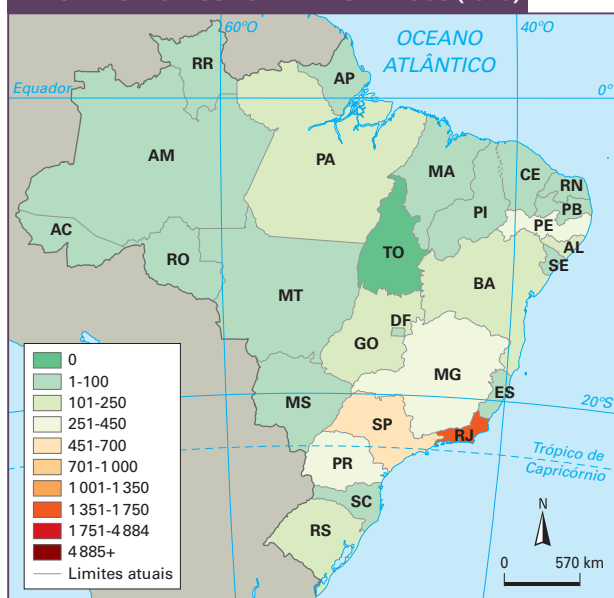 60ºO
40ºO
OCEANO
ATLÂNTICO
RR
AP
Equador
0º
AM
PA
MA
CE
RN
PB
PI
PE
AC
AL
TO
SE
RO
BA
MT
DF
GO
MG
ES
MS
20ºS
SP
RJ
Trópico de
Capricórnio
PR
SC
RS
0
1-100
101-250
251-450
451-700
701-1 000
1 001-1 350
1 351-1 750
1 751-4 884
4 885+
Limites atuais
N
0 570 km